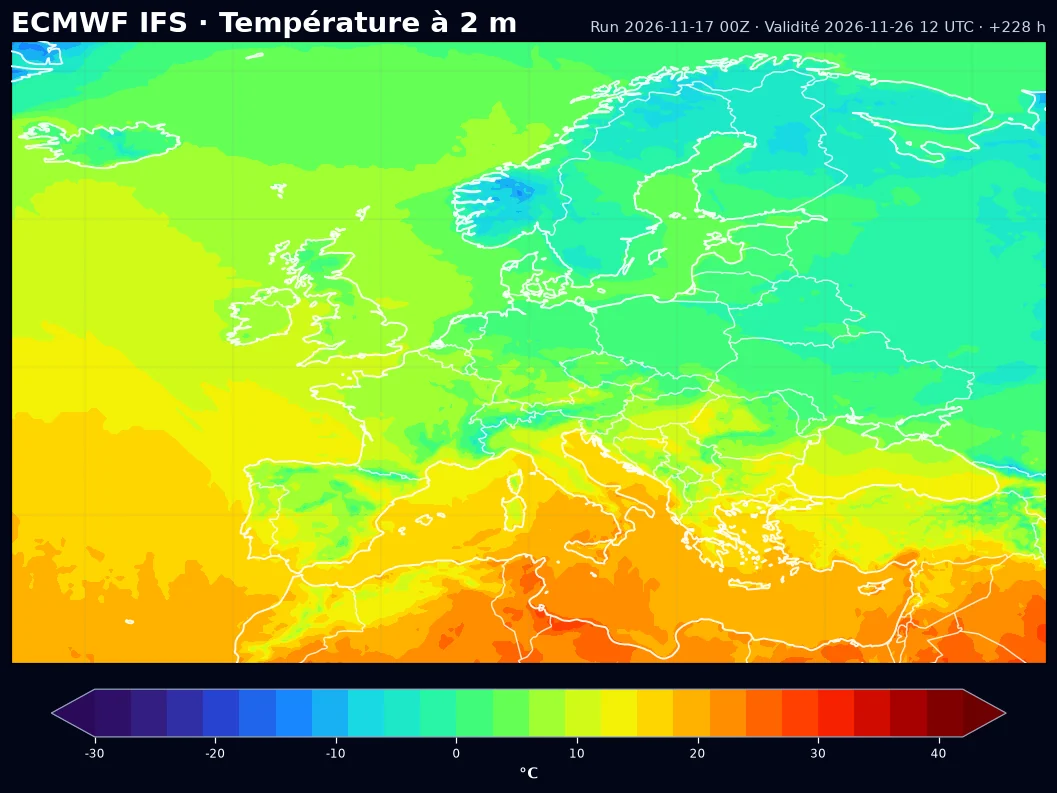 ECMWF IFS · Température à 2 m
Run 2026-11-17 00Z · Validité 2026-11-26 12 UTC · +228 h
-30 -20 -10 0 10 20 30 40
°C